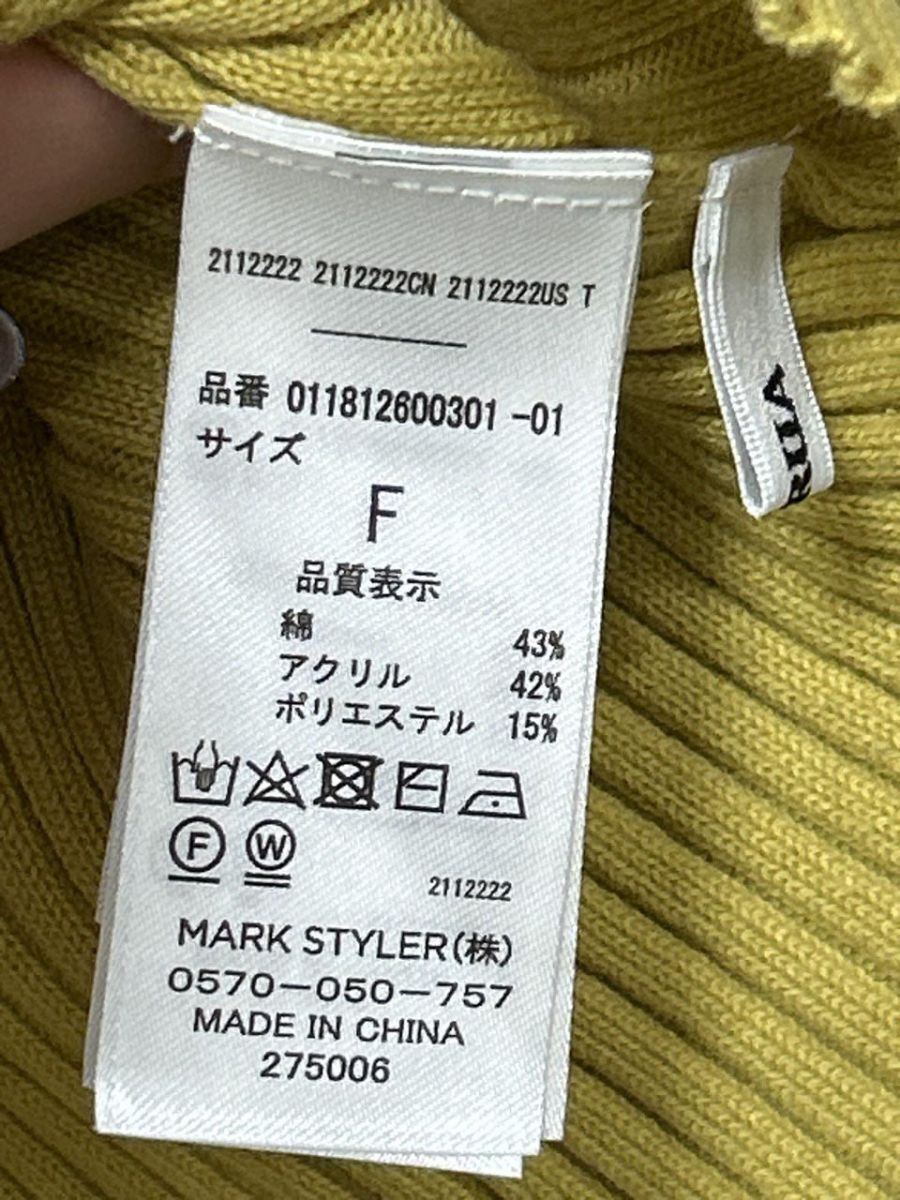 2112222 2112222CN 2112222US T
品番 011812600301 -01
サイズ
F
品質表示
綿 43%
アクリル 42%
ポリエステル 15%
F W
2112222
MARK STYLER(株)
0570-050-757
MADE IN CHINA
275006